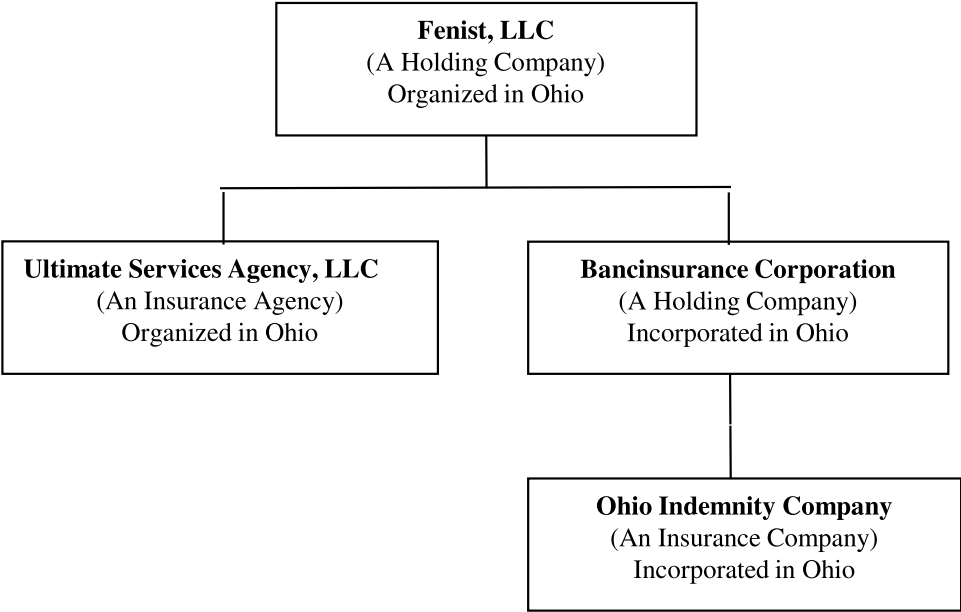 Fenist, LLC
(A Holding Company)
Organized in Ohio
Ultimate Services Agency, LLC
(An Insurance Agency)
Organized in Ohio
Bancinsurance Corporation
(A Holding Company)
Incorporated in Ohio
Ohio Indemnity Company
(An Insurance Company)
Incorporated in Ohio